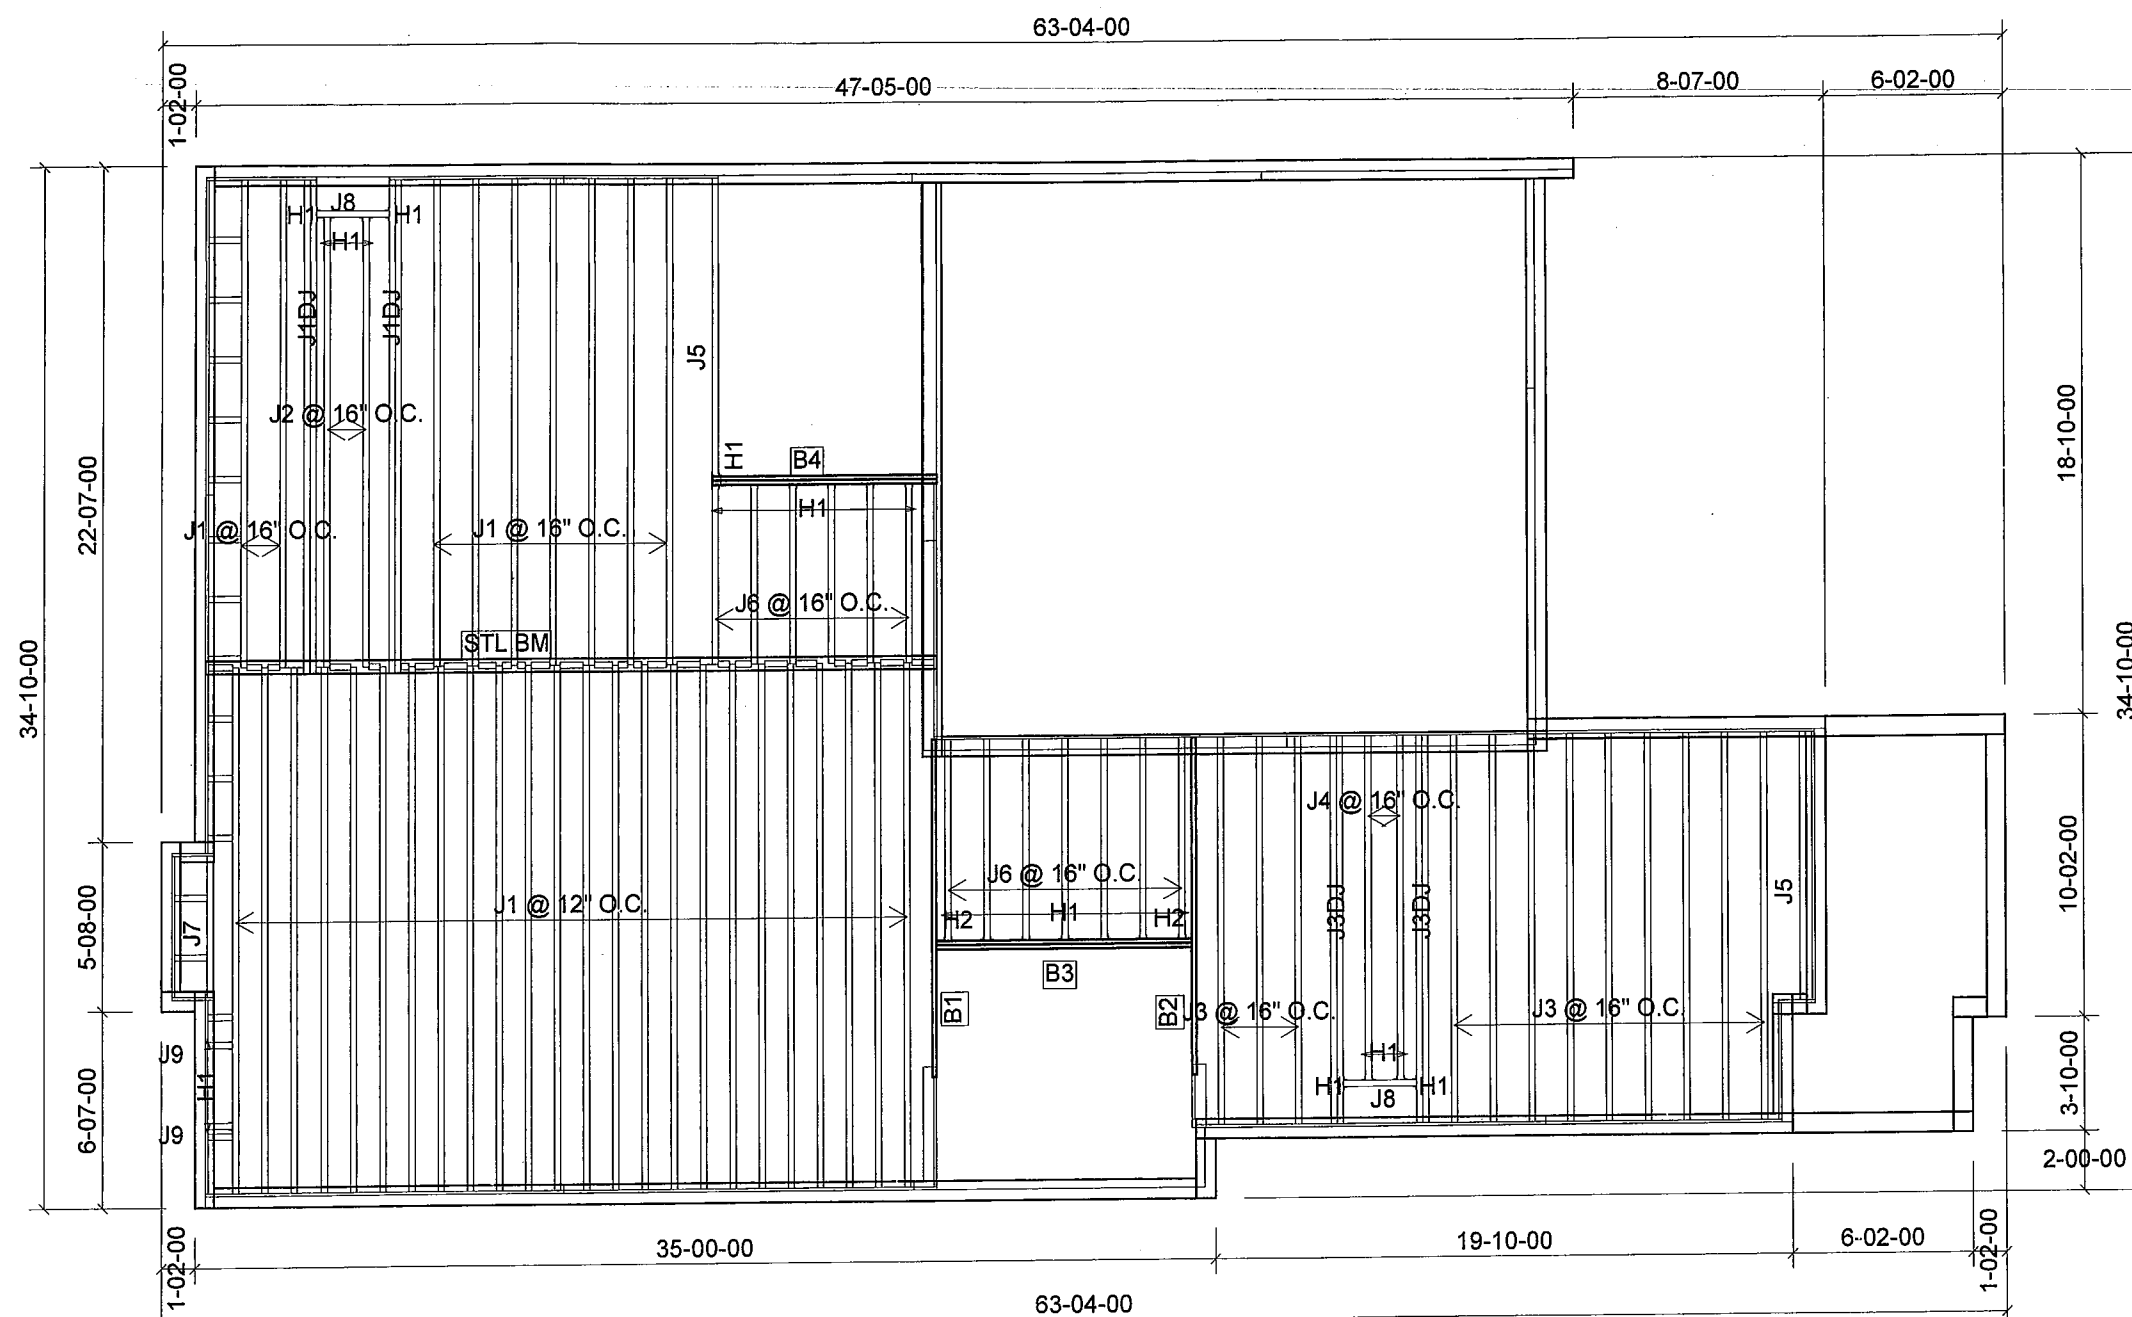 63-04-00
47-05-00
8-07-00
6-02-00
1-02-00
J8
H1
H1
H1
J1DJ
J1DJ
J5
J2 @ 16" O.C.
18-10-00
22-07-00
H1
B4
H1
J1 @ 16" O.C.
J1 @ 16" O.C.
J6 @ 16" O.C.
STL BM
34-10-00
34-10-00
J4 @ 16" O.C.
J6 @ 16" O.C.
J1 @ 12" O.C.
H2
H1
H2
J3DJ
J3DJ
J5
10-02-00
5-08-00
J7
B3
B1
B2
J3 @ 16" O.C.
J3 @ 16" O.C.
J9
H1
H1
H1
H1
J8
J9
6-07-00
3-10-00
2-00-00
1-02-00
35-00-00
19-10-00
6-02-00
1-02-00
63-04-00